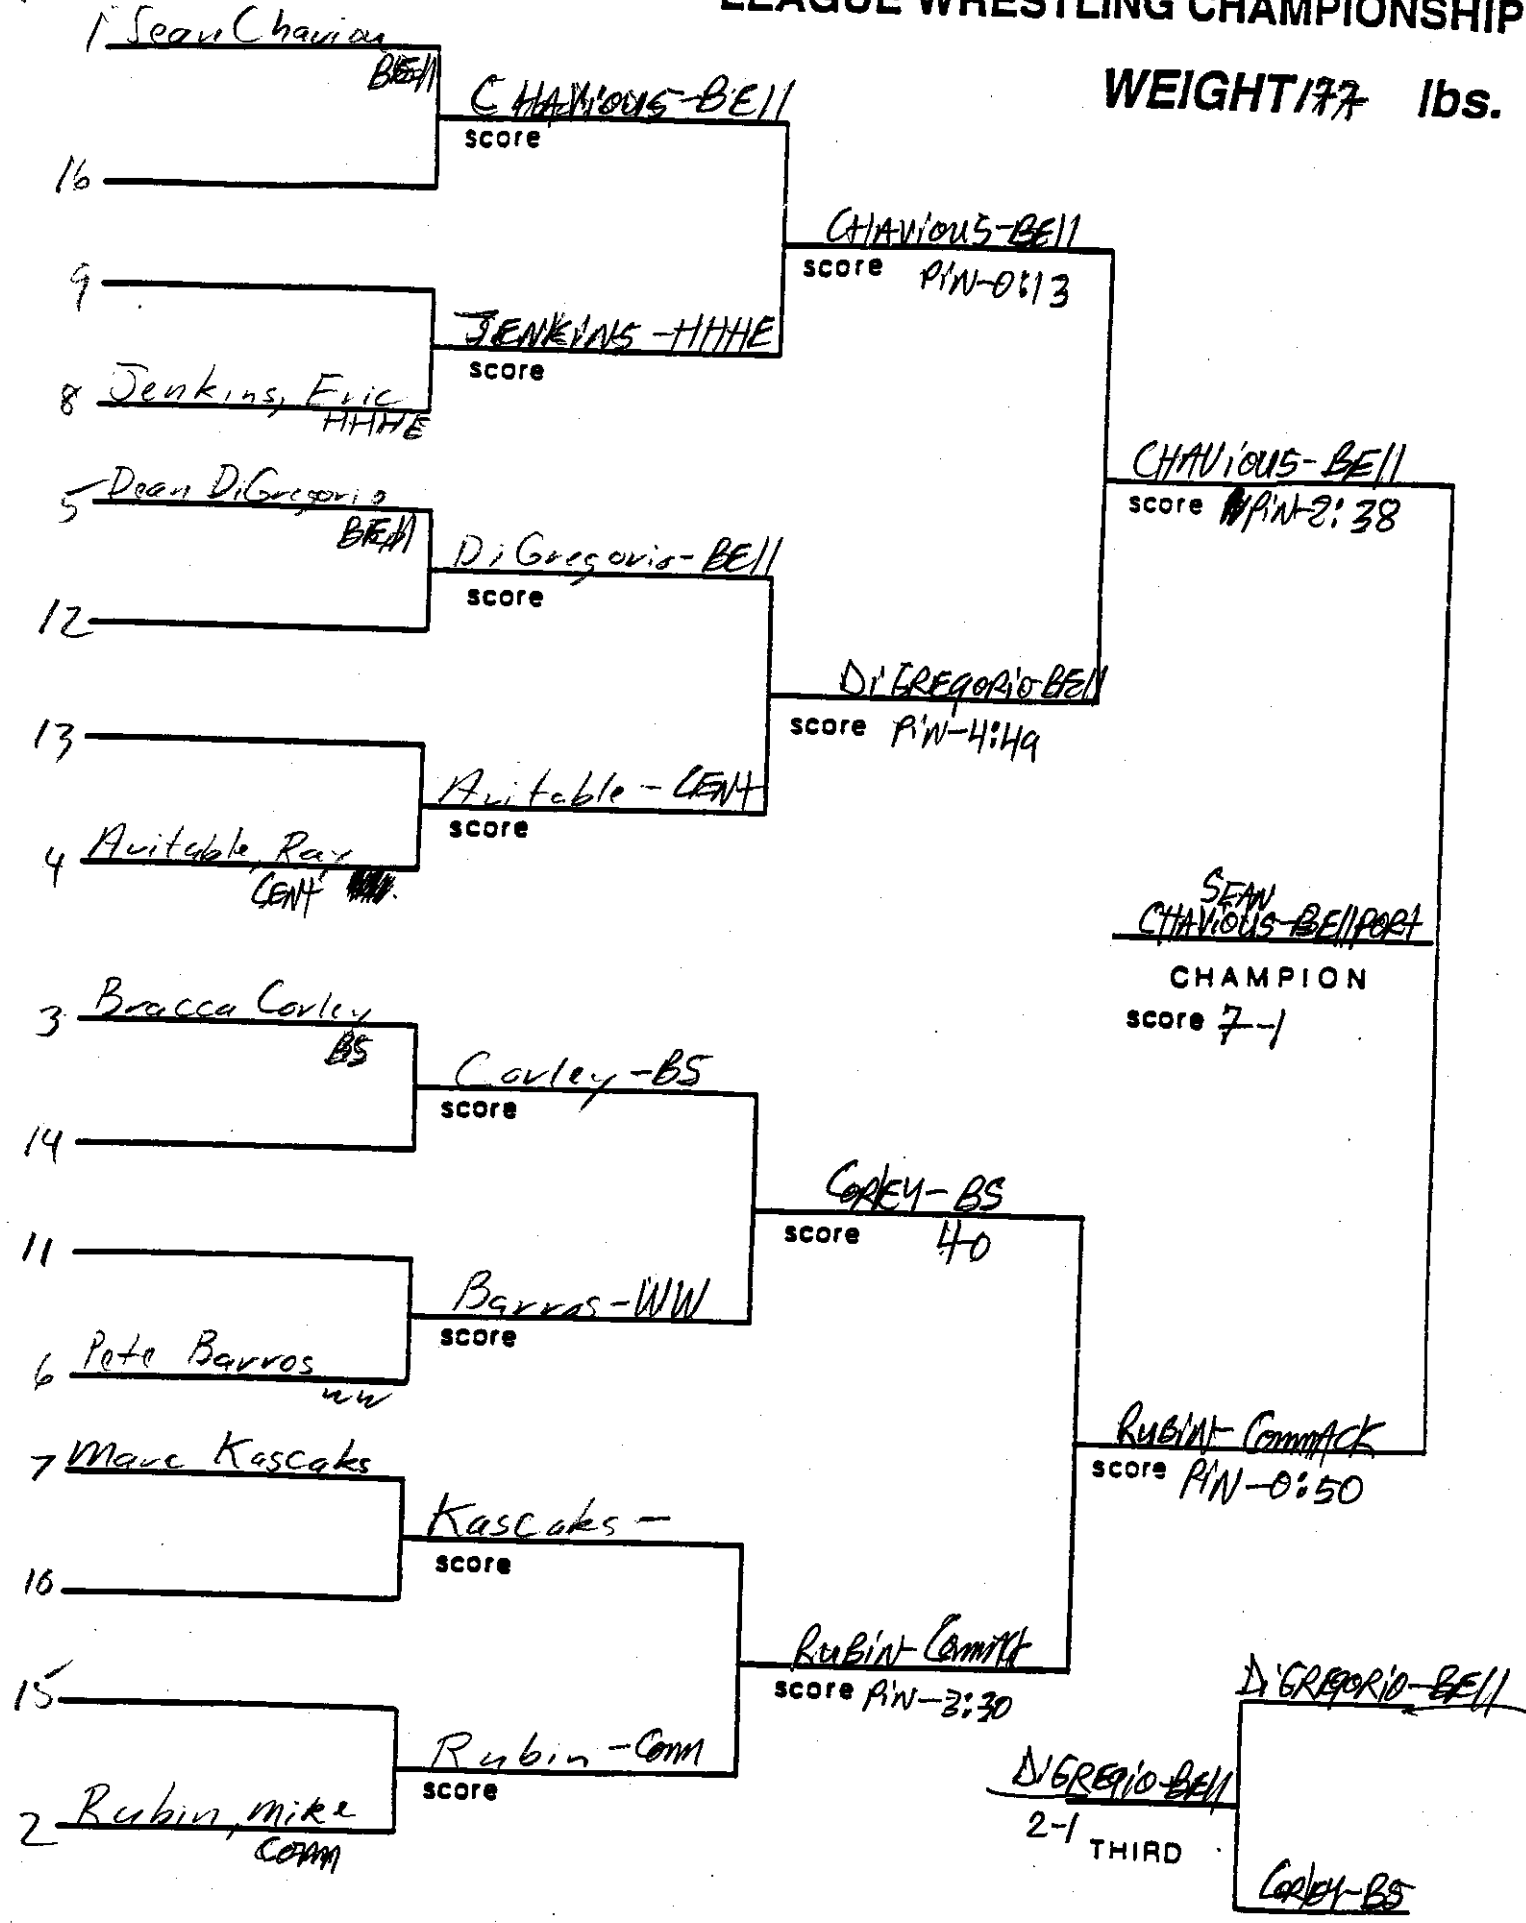 LEAGUE WRESTLING CHAMPIONSHIP
WEIGHT 177 lbs.
1 Sean Chavious
BEll
CHAViOUS-BEll
score
16
CHAViOUS-BEll
score PiN-0:13
9
JENKiNS-HHHE
score
8 Jenkins, Eric
HHHE
CHAViOUS-BEll
score PiN-2:38
5 Dean DiGregorio
BEll
DiGregorio-BEll
score
12
DiGREGORiO-BEll
score PiN-4:49
13
Avitable-CENt
score
4 Avitable, Ray
CENt
SEAN
CHAViOUS-BEllPORt
CHAMPION
score 7-1
3 Bracca Corley
BS
Corley-BS
score
14
CORlEY-BS
score 4-0
11
Barros-WW
score
6 Pete Barros
WW
RUBiN-CommACK
score PiN-0:50
7 Marc Kascaks
Kascaks-
score
10
RUBiN-Comm
score PiN-3:30
15
Rubin-Comm
score
2 Rubin, Mike
COmm
DiGREGORiO-BEll
DiGREGiO-BEll
2-1 THIRD
CORlEY-BS